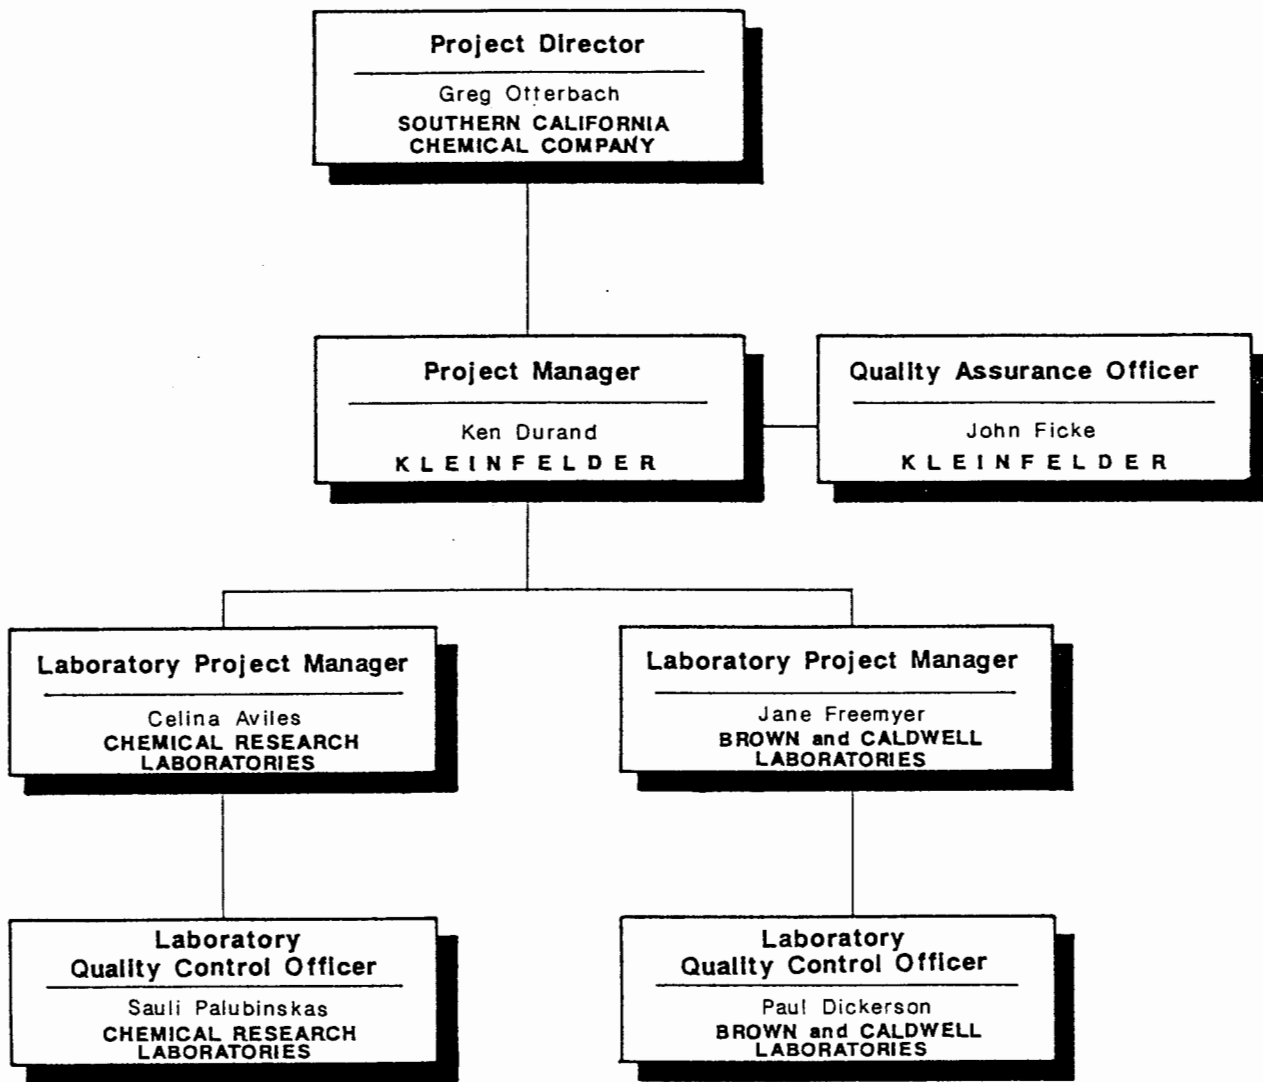 Project Director
Greg Otterbach
SOUTHERN CALIFORNIA
CHEMICAL COMPANY
Project Manager
Ken Durand
KLEINFELDER
Quality Assurance Officer
John Ficke
KLEINFELDER
Laboratory Project Manager
Celina Aviles
CHEMICAL RESEARCH
LABORATORIES
Laboratory Project Manager
Jane Freemyer
BROWN and CALDWELL
LABORATORIES
Laboratory
Quality Control Officer
Sauli Palubinskas
CHEMICAL RESEARCH
LABORATORIES
Laboratory
Quality Control Officer
Paul Dickerson
BROWN and CALDWELL
LABORATORIES